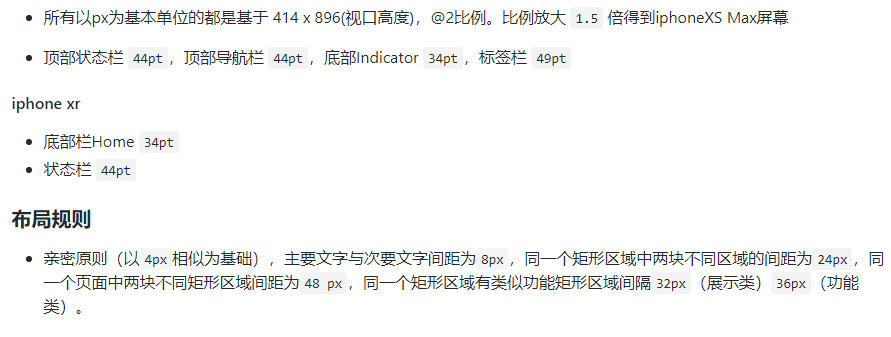 所有以px为基本单位的都是基于 414 x 896(视口高度)，@2比例。比例放大 1.5 倍得到iphoneXS Max屏幕
顶部状态栏 44pt，顶部导航栏 44pt，底部Indicator 34pt，标签栏 49pt
iphone xr
底部栏Home 34pt
状态栏 44pt
布局规则
亲密原则（以 4px 相似为基础），主要文字与次要文字间距为 8px，同一个矩形区域中两块不同区域的间距为 24px，同
一个页面中两块不同矩形区域间距为 48 px，同一个矩形区域有类似功能矩形区域间隔 32px（展示类）36px（功能
类）。